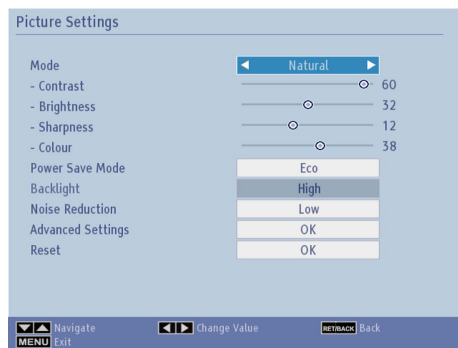 Picture Settings
Mode Natural
- Contrast 60
- Brightness 32
- Sharpness 12
- Colour 38
Power Save Mode Eco
Backlight High
Noise Reduction Low
Advanced Settings OK
Reset OK
Navigate Change Value RET/BACK Back
MENU Exit